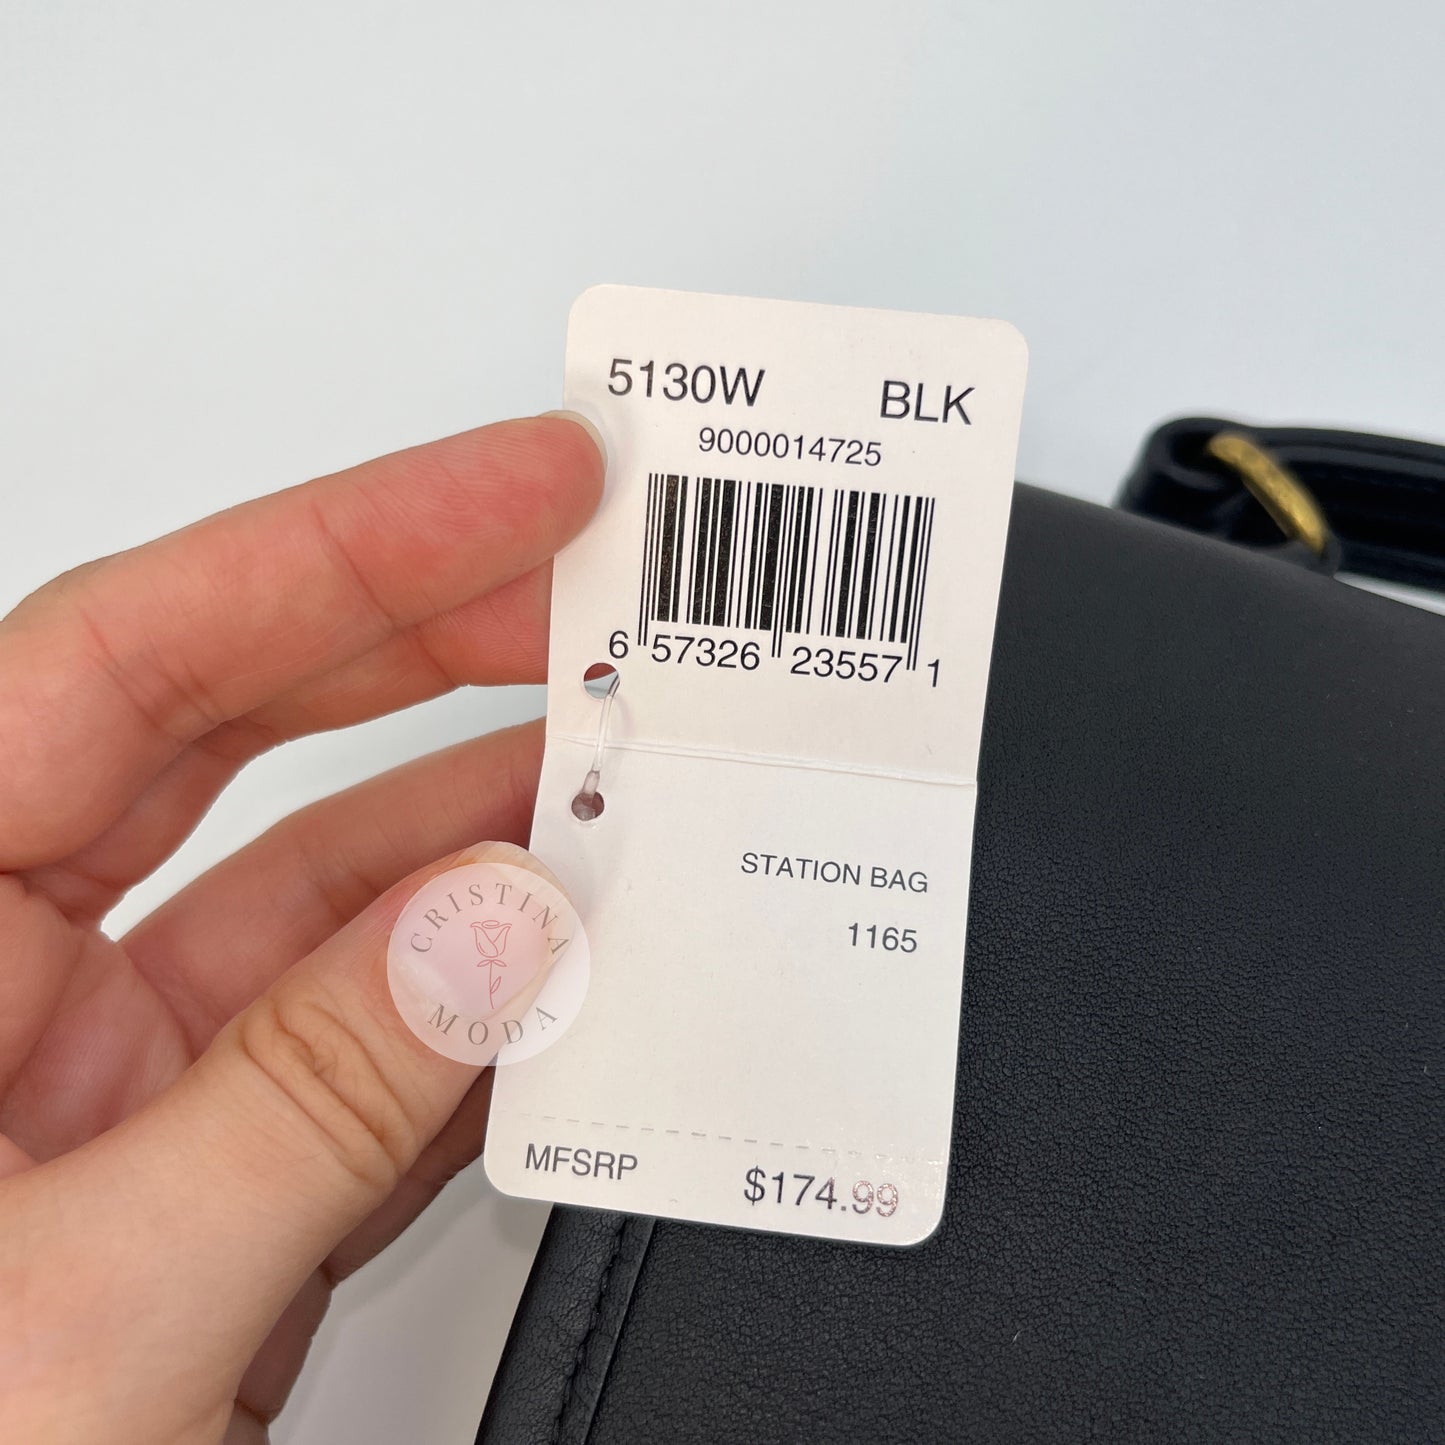 5130W BLK
9000014725
6 57326 23557 1
STATION BAG
1165
MFSRP $174.99
CRISTINA
MODA